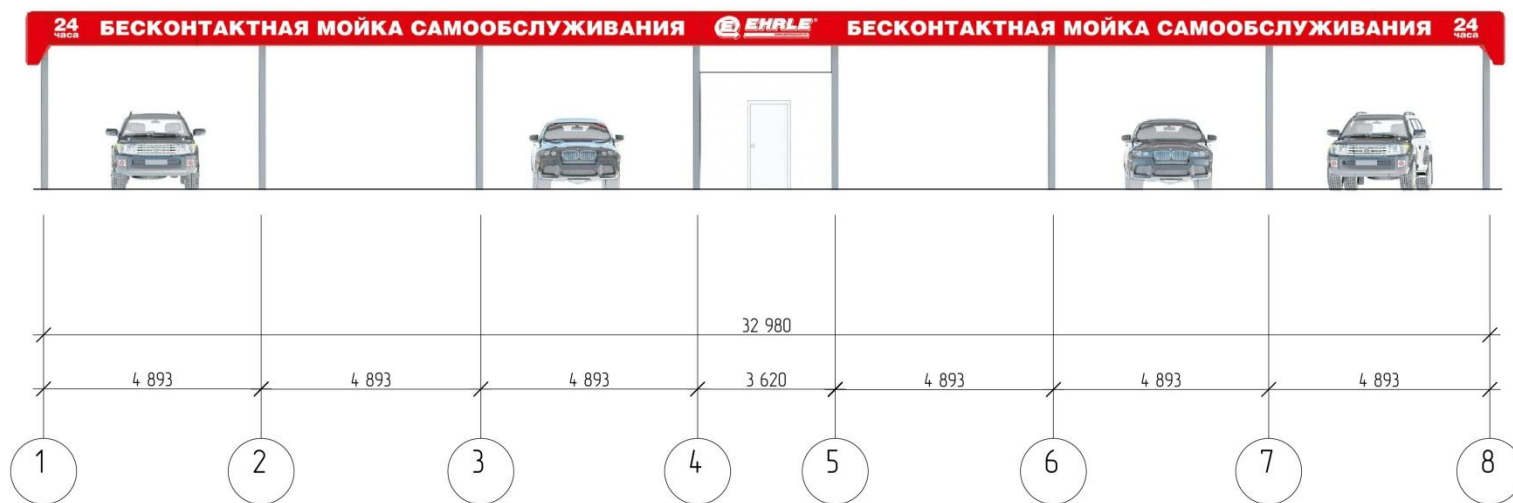 24 часа БЕСКОНТАКТНАЯ МОЙКА САМООБСЛУЖИВАНИЯ EHRLE® БЕСКОНТАКТНАЯ МОЙКА САМООБСЛУЖИВАНИЯ 24 часа
32 980
4 893 4 893 4 893 3 620 4 893 4 893 4 893
1 2 3 4 5 6 7 8